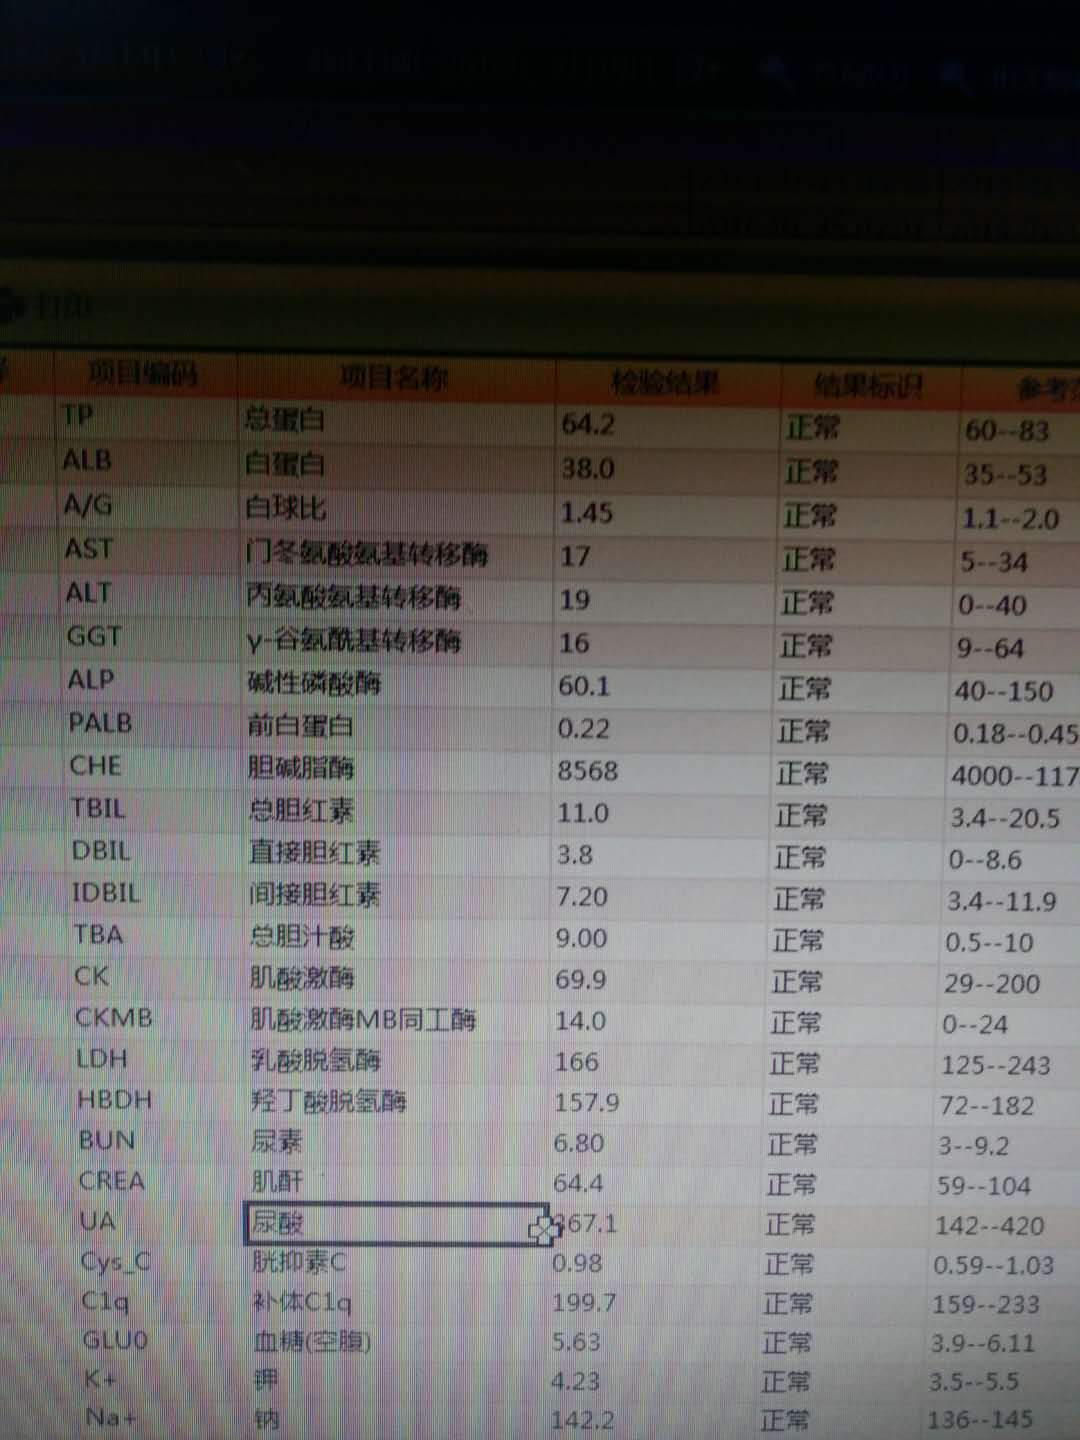 打印
项目编码 项目名称 检验结果 结果标识 参考
TP 总蛋白 64.2 正常 60--83
ALB 白蛋白 38.0 正常 35--53
A/G 白球比 1.45 正常 1.1--2.0
AST 门冬氨酸氨基转移酶 17 正常 5--34
ALT 丙氨酸氨基转移酶 19 正常 0--40
GGT γ-谷氨酰基转移酶 16 正常 9--64
ALP 碱性磷酸酶 60.1 正常 40--150
PALB 前白蛋白 0.22 正常 0.18--0.45
CHE 胆碱脂酶 8568 正常 4000--117
TBIL 总胆红素 11.0 正常 3.4--20.5
DBIL 直接胆红素 3.8 正常 0--8.6
IDBIL 间接胆红素 7.20 正常 3.4--11.9
TBA 总胆汁酸 9.00 正常 0.5--10
CK 肌酸激酶 69.9 正常 29--200
CKMB 肌酸激酶MB同工酶 14.0 正常 0--24
LDH 乳酸脱氢酶 166 正常 125--243
HBDH 羟丁酸脱氢酶 157.9 正常 72--182
BUN 尿素 6.80 正常 3--9.2
CREA 肌酐 64.4 正常 59--104
UA 尿酸 67.1 正常 142--420
Cys_C 胱抑素C 0.98 正常 0.59--1.03
C1q 补体C1q 199.7 正常 159--233
GLU0 血糖(空腹) 5.63 正常 3.9--6.11
K+ 钾 4.23 正常 3.5--5.5
Na+ 钠 142.2 正常 136--145